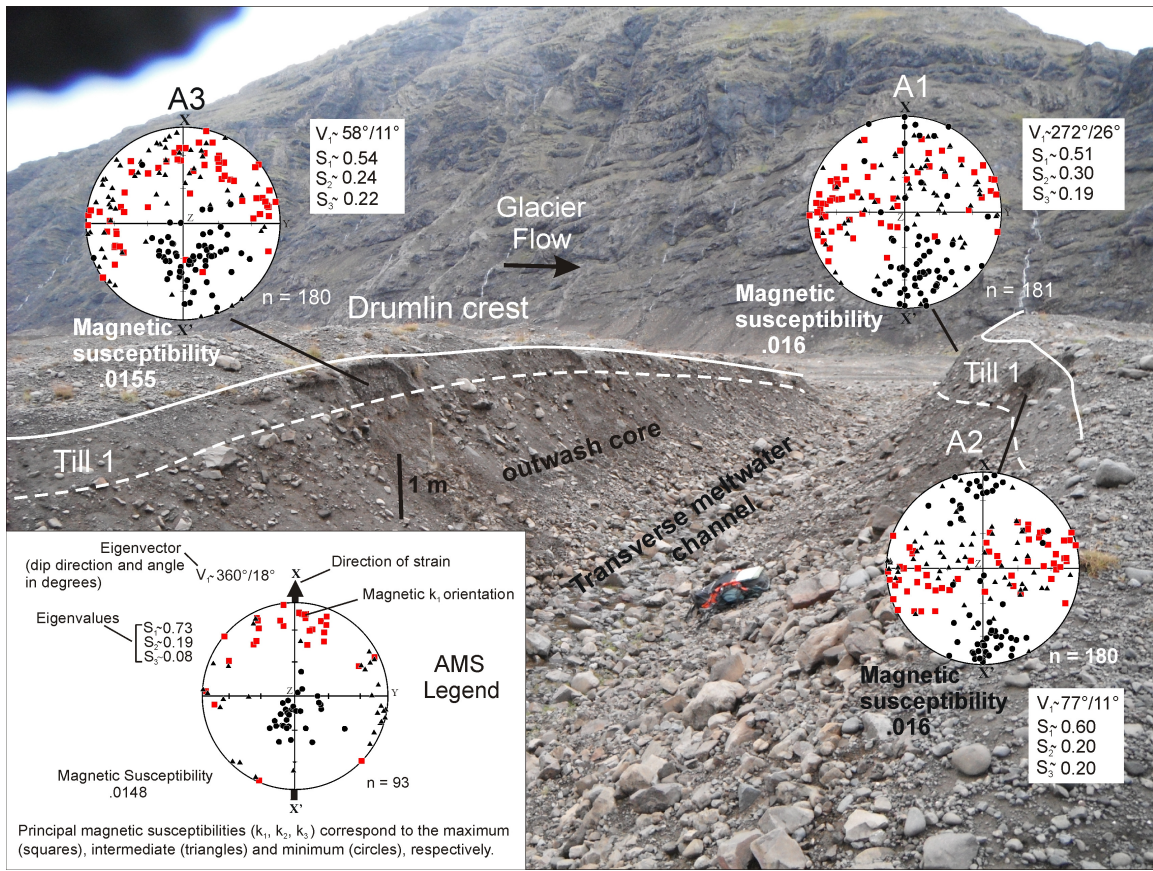 A3
X
Z
Y
X'
V₁~58°/11°
S₁~0.54
S₂~0.24
S₃~0.22
n = 180
Magnetic
susceptibility
.0155
Glacier
Flow
A1
X
Z
Y
X'
V₁~272°/26°
S₁~0.51
S₂~0.30
S₃~0.19
n = 181
Magnetic
susceptibility
.016
Drumlin crest
Till 1
Till 1
outwash core
1 m
Transverse meltwater
channel
A2
X
Z
Y
X'
n = 180
Magnetic
susceptibility
.016
V₁~77°/11°
S₁~0.60
S₂~0.20
S₃~0.20
Eigenvector
(dip direction and angle
in degrees)
V₁~360°/18°
Direction of strain
Magnetic k₁ orientation
Eigenvalues
S₁~0.73
S₂~0.19
S₃~0.08
X
Z
Y
X'
AMS
Legend
Magnetic Susceptibility
.0148
n = 93
Principal magnetic susceptibilities (k₁, k₂, k₃) correspond to the maximum
(squares), intermediate (triangles) and minimum (circles), respectively.